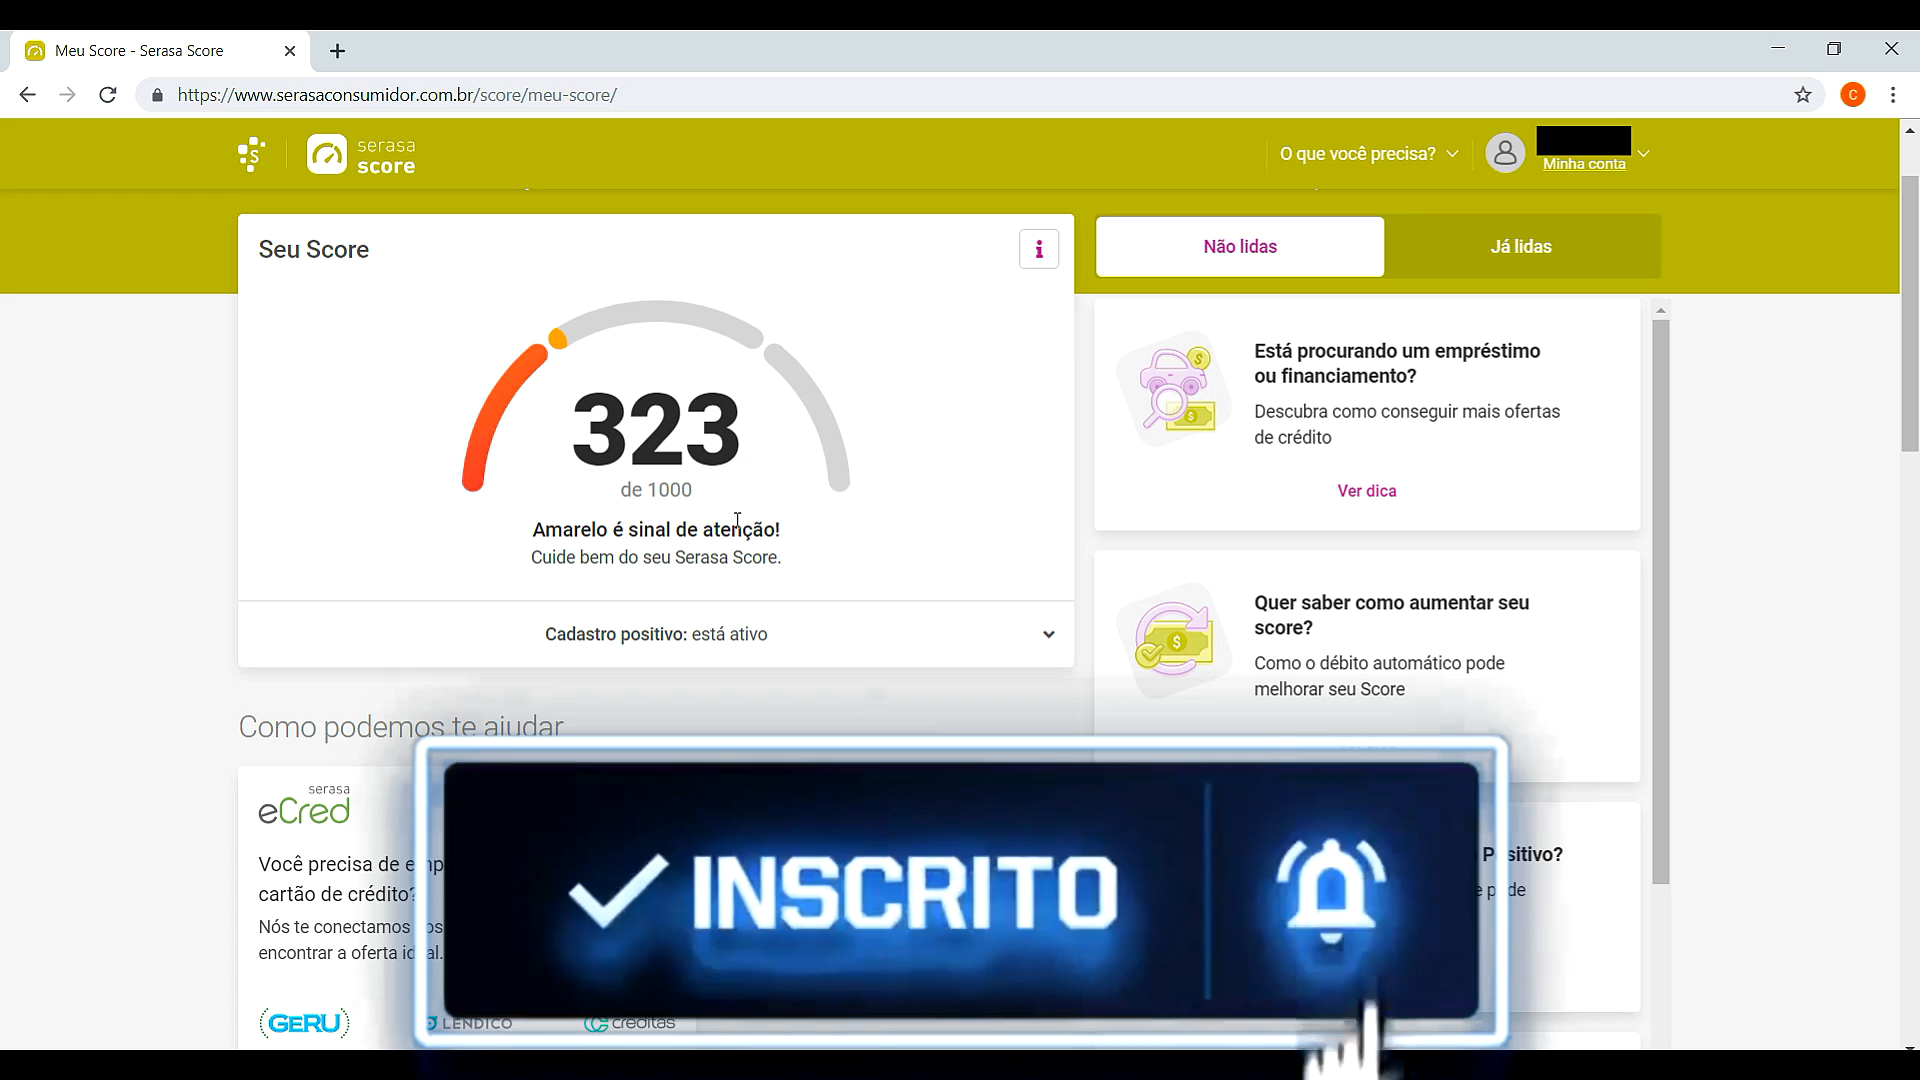 Meu Score - Serasa Score
https://www.serasaconsumidor.com.br/score/meu-score/
C
S
serasa
score
O que você precisa?
Minha conta
Seu Score
i
323
de 1000
Amarelo é sinal de atenção!
Cuide bem do seu Serasa Score.
Cadastro positivo: está ativo
Não lidas
Já lidas
Está procurando um empréstimo
ou financiamento?
Descubra como conseguir mais ofertas
de crédito
Ver dica
Quer saber como aumentar seu
score?
Como o débito automático pode
melhorar seu Score
Positivo?
pode
Como podemos te ajudar
serasa
eCred
Você precisa de
cartão de crédito?
Nós te conectamos
encontrar a oferta ideal.
GERU
LENDICO
creditas
INSCRITO